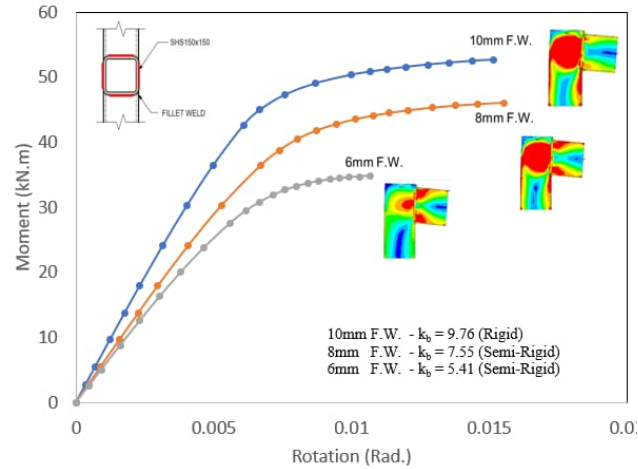 60
50
40
30
20
10
0
Moment (kN.m)
SHS150x150
FILLET WELD
10mm F.W.
8mm F.W.
6mm F.W.
10mm F.W. - kb = 9.76 (Rigid)
8mm F.W. - kb = 7.55 (Semi-Rigid)
6mm F.W. - kb = 5.41 (Semi-Rigid)
0
0.005
0.01
0.015
0.0
Rotation (Rad.)